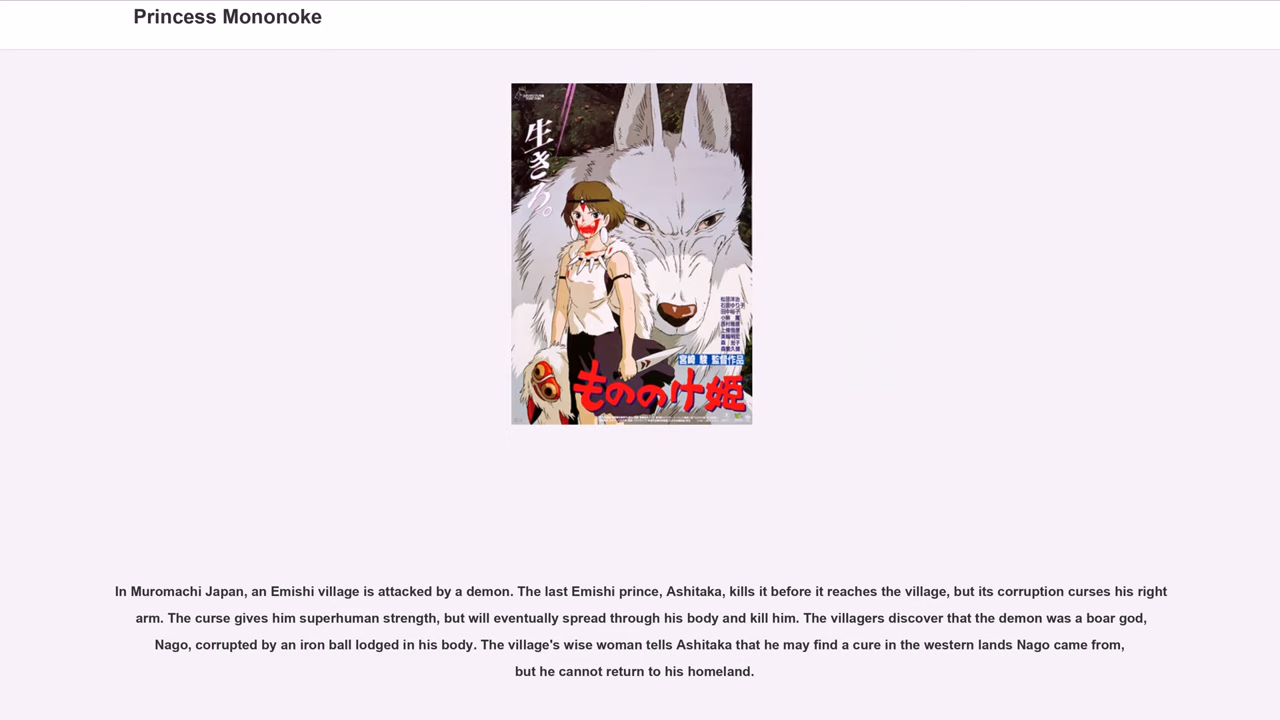 Princess Mononoke
生きろ。
宮崎 駿 監督作品
もののけ姫
In Muromachi Japan, an Emishi village is attacked by a demon. The last Emishi prince, Ashitaka, kills it before it reaches the village, but its corruption curses his right
arm. The curse gives him superhuman strength, but will eventually spread through his body and kill him. The villagers discover that the demon was a boar god,
Nago, corrupted by an iron ball lodged in his body. The village's wise woman tells Ashitaka that he may find a cure in the western lands Nago came from,
but he cannot return to his homeland.